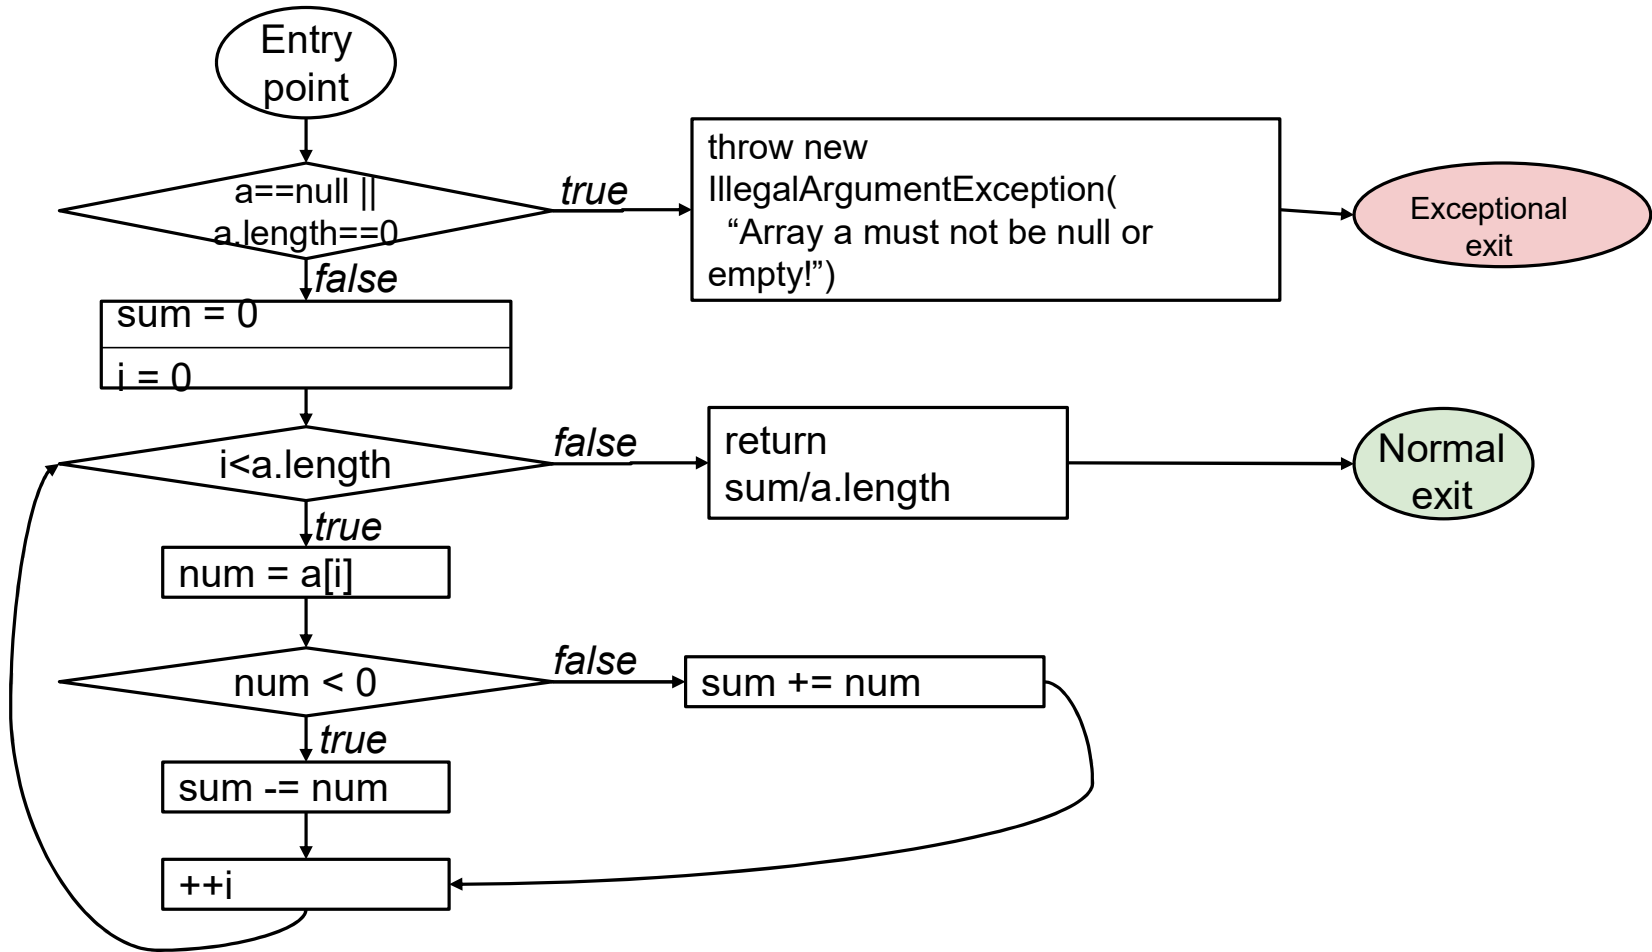 Entry
point
a==null ||
a.length==0
true
throw new
IllegalArgumentException(
“Array a must not be null or
empty!”)
Exceptional
exit
false
sum = 0
i = 0
i<a.length
false
return
sum/a.length
Normal
exit
true
num = a[i]
num < 0
false
sum += num
true
sum -= num
++i